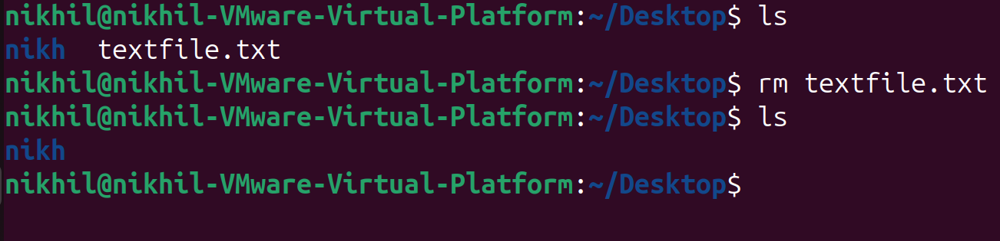 nikhil@nikhil-VMware-Virtual-Platform:~/Desktop$ ls
nikh  textfile.txt
nikhil@nikhil-VMware-Virtual-Platform:~/Desktop$ rm textfile.txt
nikhil@nikhil-VMware-Virtual-Platform:~/Desktop$ ls
nikh
nikhil@nikhil-VMware-Virtual-Platform:~/Desktop$